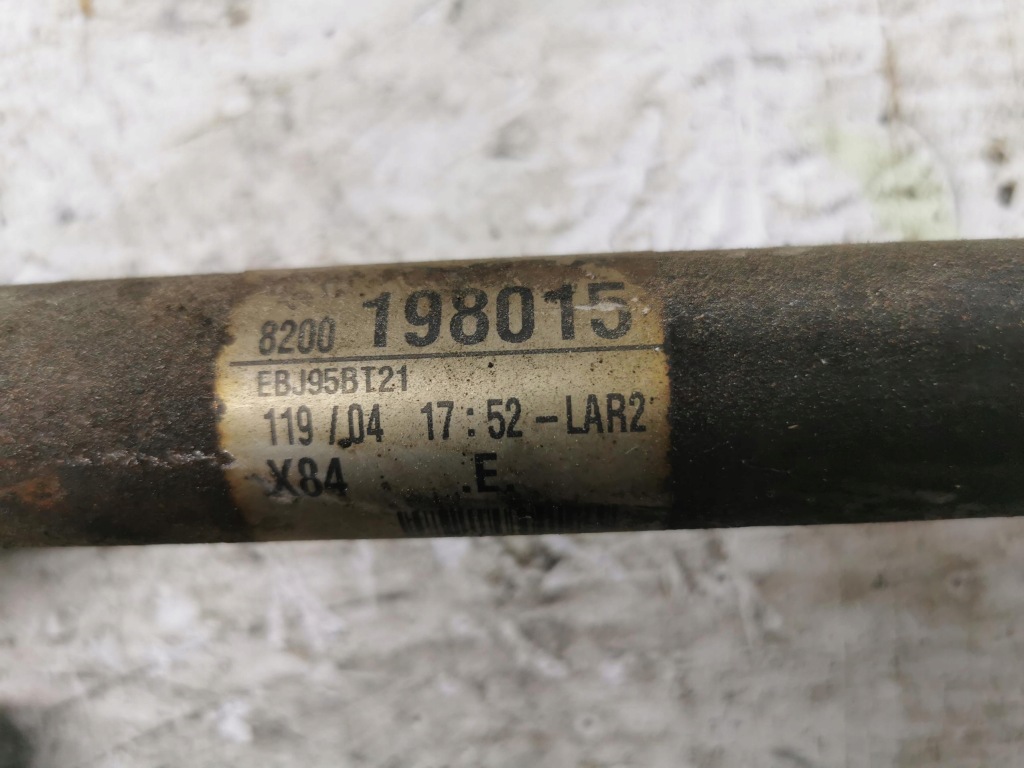 8200 198015
EBJ95BT21
119 /04 17:52-LAR2
X84 .E.